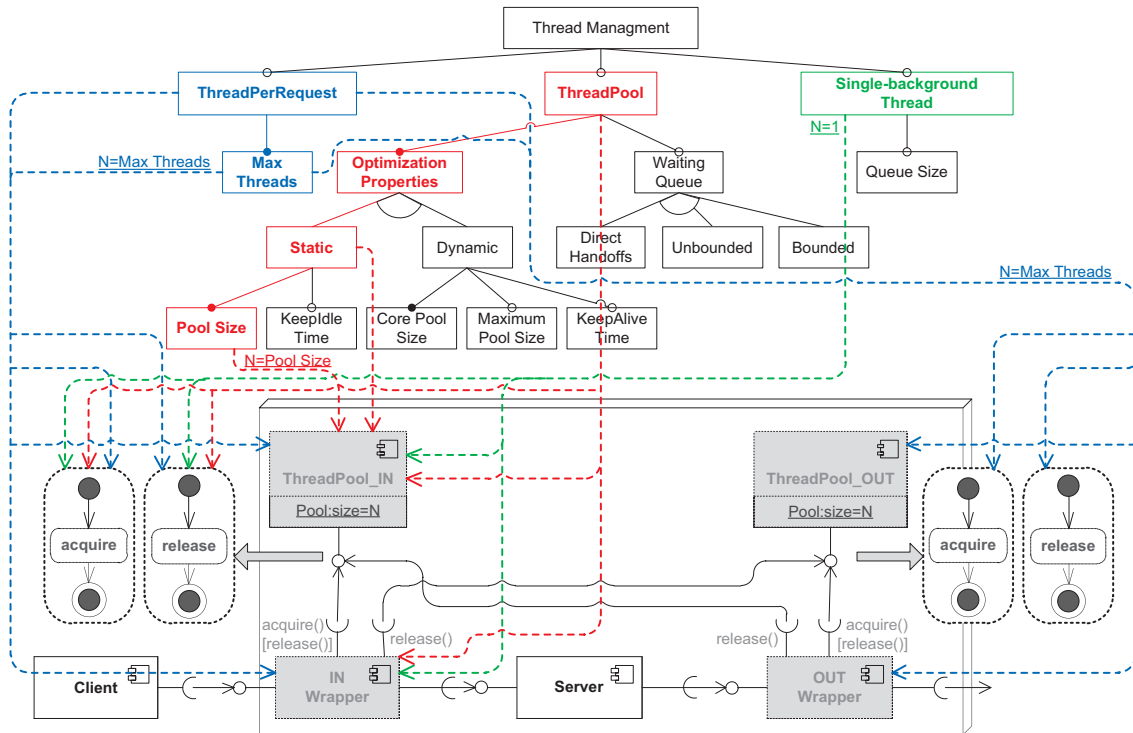 Thread Managment
ThreadPerRequest
ThreadPool
Single-background
Thread
N=1
N=Max Threads
Max
Threads
Optimization
Properties
Waiting
Queue
Queue Size
Static
Dynamic
Direct
Handoffs
Unbounded
Bounded
N=Max Threads
Pool Size
KeepIdle
Time
Core Pool
Size
Maximum
Pool Size
KeepAlive
Time
N=Pool Size
ThreadPool_IN
Pool:size=N
ThreadPool_OUT
Pool:size=N
acquire
release
acquire
release
acquire()
[release()]
release()
release()
acquire()
[release()]
Client
IN
Wrapper
Server
OUT
Wrapper